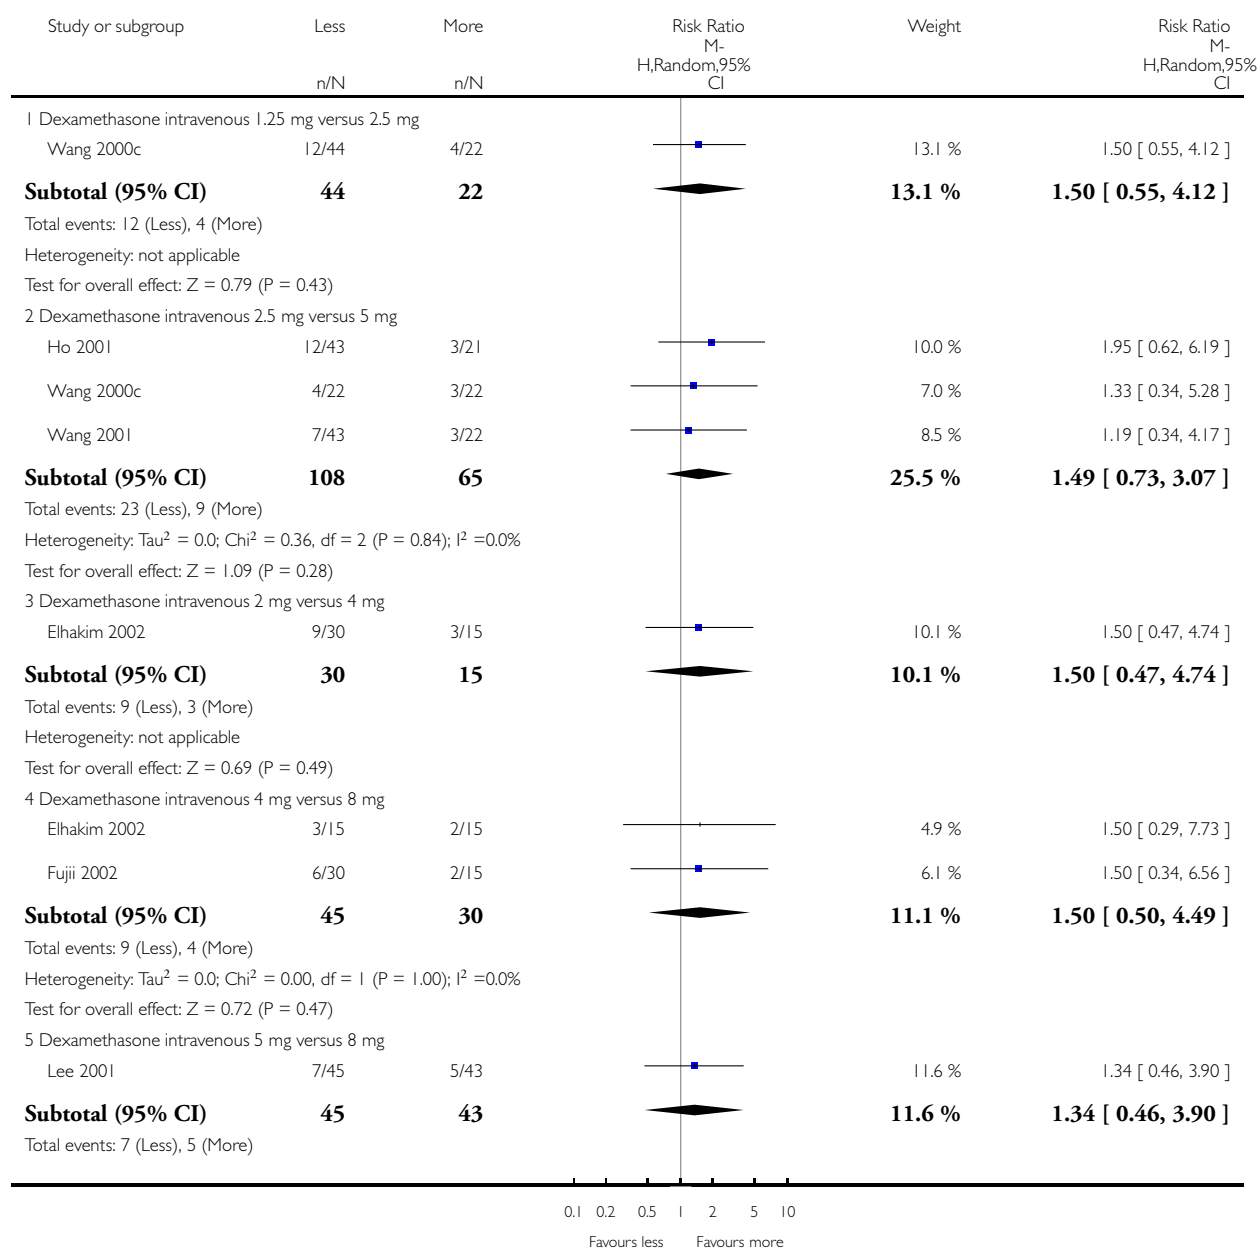 Study or subgroup Less More Risk Ratio Weight Risk Ratio
M- M-
H,Random,95% H,Random,95%
n/N n/N CI CI
1 Dexamethasone intravenous 1.25 mg versus 2.5 mg
Wang 2000c 12/44 4/22 13.1 % 1.50 [ 0.55, 4.12 ]
Subtotal (95% CI) 44 22 13.1 % 1.50 [ 0.55, 4.12 ]
Total events: 12 (Less), 4 (More)
Heterogeneity: not applicable
Test for overall effect: Z = 0.79 (P = 0.43)
2 Dexamethasone intravenous 2.5 mg versus 5 mg
Ho 2001 12/43 3/21 10.0 % 1.95 [ 0.62, 6.19 ]
Wang 2000c 4/22 3/22 7.0 % 1.33 [ 0.34, 5.28 ]
Wang 2001 7/43 3/22 8.5 % 1.19 [ 0.34, 4.17 ]
Subtotal (95% CI) 108 65 25.5 % 1.49 [ 0.73, 3.07 ]
Total events: 23 (Less), 9 (More)
Heterogeneity: Tau² = 0.0; Chi² = 0.36, df = 2 (P = 0.84); I² =0.0%
Test for overall effect: Z = 1.09 (P = 0.28)
3 Dexamethasone intravenous 2 mg versus 4 mg
Elhakim 2002 9/30 3/15 10.1 % 1.50 [ 0.47, 4.74 ]
Subtotal (95% CI) 30 15 10.1 % 1.50 [ 0.47, 4.74 ]
Total events: 9 (Less), 3 (More)
Heterogeneity: not applicable
Test for overall effect: Z = 0.69 (P = 0.49)
4 Dexamethasone intravenous 4 mg versus 8 mg
Elhakim 2002 3/15 2/15 4.9 % 1.50 [ 0.29, 7.73 ]
Fujii 2002 6/30 2/15 6.1 % 1.50 [ 0.34, 6.56 ]
Subtotal (95% CI) 45 30 11.1 % 1.50 [ 0.50, 4.49 ]
Total events: 9 (Less), 4 (More)
Heterogeneity: Tau² = 0.0; Chi² = 0.00, df = 1 (P = 1.00); I² =0.0%
Test for overall effect: Z = 0.72 (P = 0.47)
5 Dexamethasone intravenous 5 mg versus 8 mg
Lee 2001 7/45 5/43 11.6 % 1.34 [ 0.46, 3.90 ]
Subtotal (95% CI) 45 43 11.6 % 1.34 [ 0.46, 3.90 ]
Total events: 7 (Less), 5 (More)
0.1 0.2 0.5 1 2 5 10
Favours less Favours more